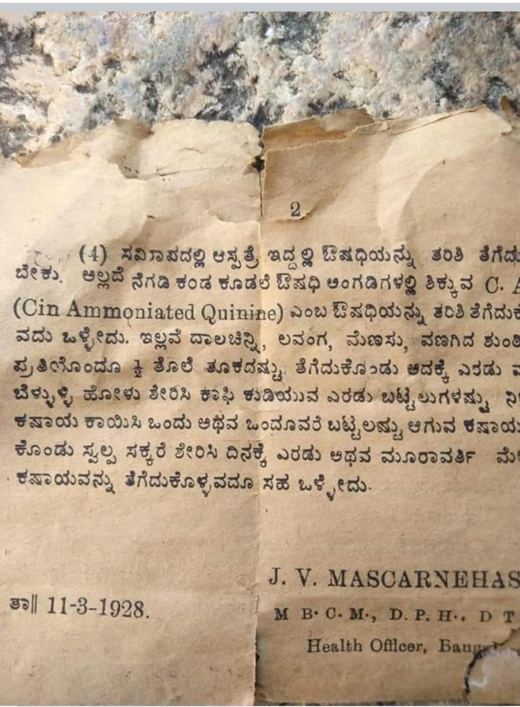 2
(4) ಸಮೀಪದಲ್ಲಿ ಆಸ್ಪತ್ರೆ ಇದ್ದಲ್ಲಿ ಔಷಧಿಯನ್ನು ತರಿಶಿ ತೆಗೆದು
ಬೇಕು. ಅಲ್ಲದೆ ನೆಗಡಿ ಕಂಡ ಕೂಡಲೆ ಔಷಧಿ ಅಂಗಡಿಗಳಲ್ಲಿ ಶಿಕ್ಕುವ C. A
(Cin Ammoniated Quinine) ಎಂಬ ಔಷಧಿಯನ್ನು ತರಿಶಿ ತೆಗೆದುಕ
ವದು ಒಳ್ಳೇದು. ಇಲ್ಲವೆ ದಾಲಚಿನ್ನಿ, ಲವಂಗ, ಮೆಣಸು, ವಣಗಿದ ಶುಂಠಿ
ಪ್ರತಿಯೊಂದೂ ತೊಲೆ ತೂಕದಷ್ಟು ತೆಗೆದುಕೊಂಡು ಅದಕ್ಕೆ ಎರಡು
ಬೆಳ್ಳುಳ್ಳಿ ಹೋಳು ಶೇರಿಸಿ ಕಾಫಿ ಕುಡಿಯುವ ಎರಡು ಬಟ್ಟಲುಗಳಷ್ಟು
ಕಷಾಯ ಕಾಯಿಸಿ ಒಂದು ಅಥವ ಒಂದೂವರೆ ಬಟ್ಟಲಷ್ಟು ಆಗುವ ಕಷಾಯ
ಕೊಂಡು ಸ್ವಲ್ಪ ಸಕ್ಕರೆ ಶೇರಿಸಿ ದಿನಕ್ಕೆ ಎರಡು ಅಥವ ಮೂರಾವರ್ತಿ ಮೇ
ಕಷಾಯವನ್ನು ತೆಗೆದುಕೊಳ್ಳವದೂ ಸಹ ಒಳ್ಳೇದು.
J. V. MASCARNEHAS
ತಾ|| 11-3-1928.
M B. C. M., D. P. H., D T
Health Officer, Bang